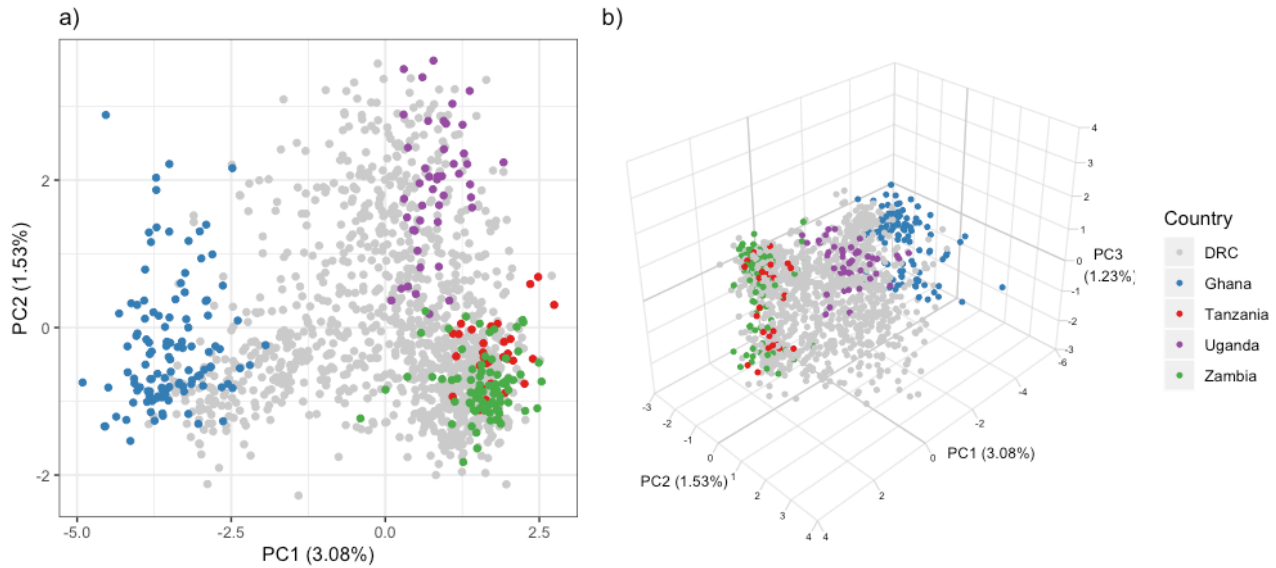 a)
b)
2
0
-2
PC2 (1.53%)
-5.0
-2.5
0.0
2.5
PC1 (3.08%)
4
3
2
1
0
-1
-2
-3
PC3
(1.23%)
-6
-4
-2
0
2
4
PC1 (3.08%)
-3
-2
-1
0
1
2
3
4
PC2 (1.53%)
Country
DRC
Ghana
Tanzania
Uganda
Zambia